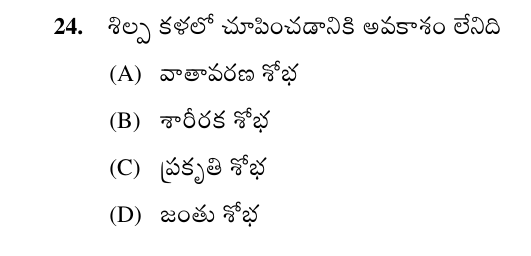 24. శిల్ప కళలో చూపించడానికి అవకాశం లేనిది
(A) వాతావరణ శోభ
(B) శారీరక శోభ
(C) ప్రకృతి శోభ
(D) జంతు శోభ